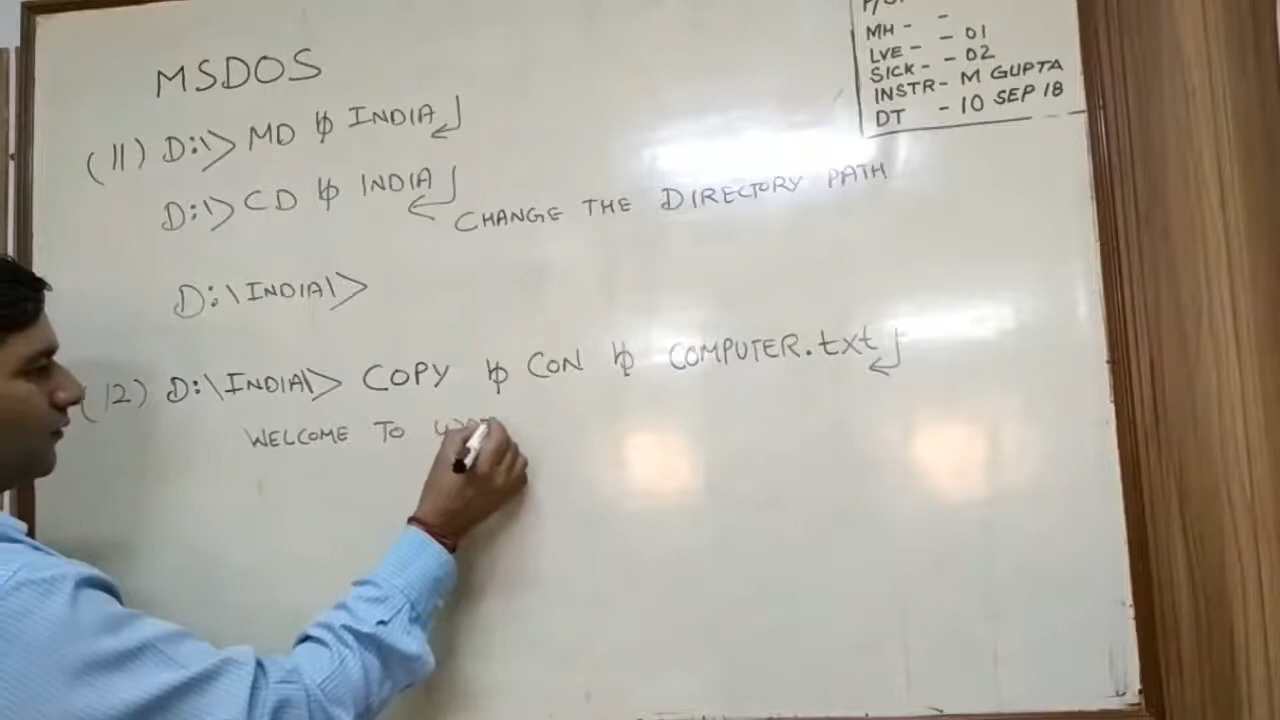 MSDOS
(11) D:\> MD ␢ INDIA ↵
D:\> CD ␢ INDIA ↵ CHANGE THE DIRECTORY PATH
D:\INDIA\>
(12) D:\INDIA\> COPY ␢ CON ␢ COMPUTER.txt ↵
WELCOME TO
MH - -
LVE - - 01
SICK - - 02
INSTR - M GUPTA
DT - 10 SEP 18